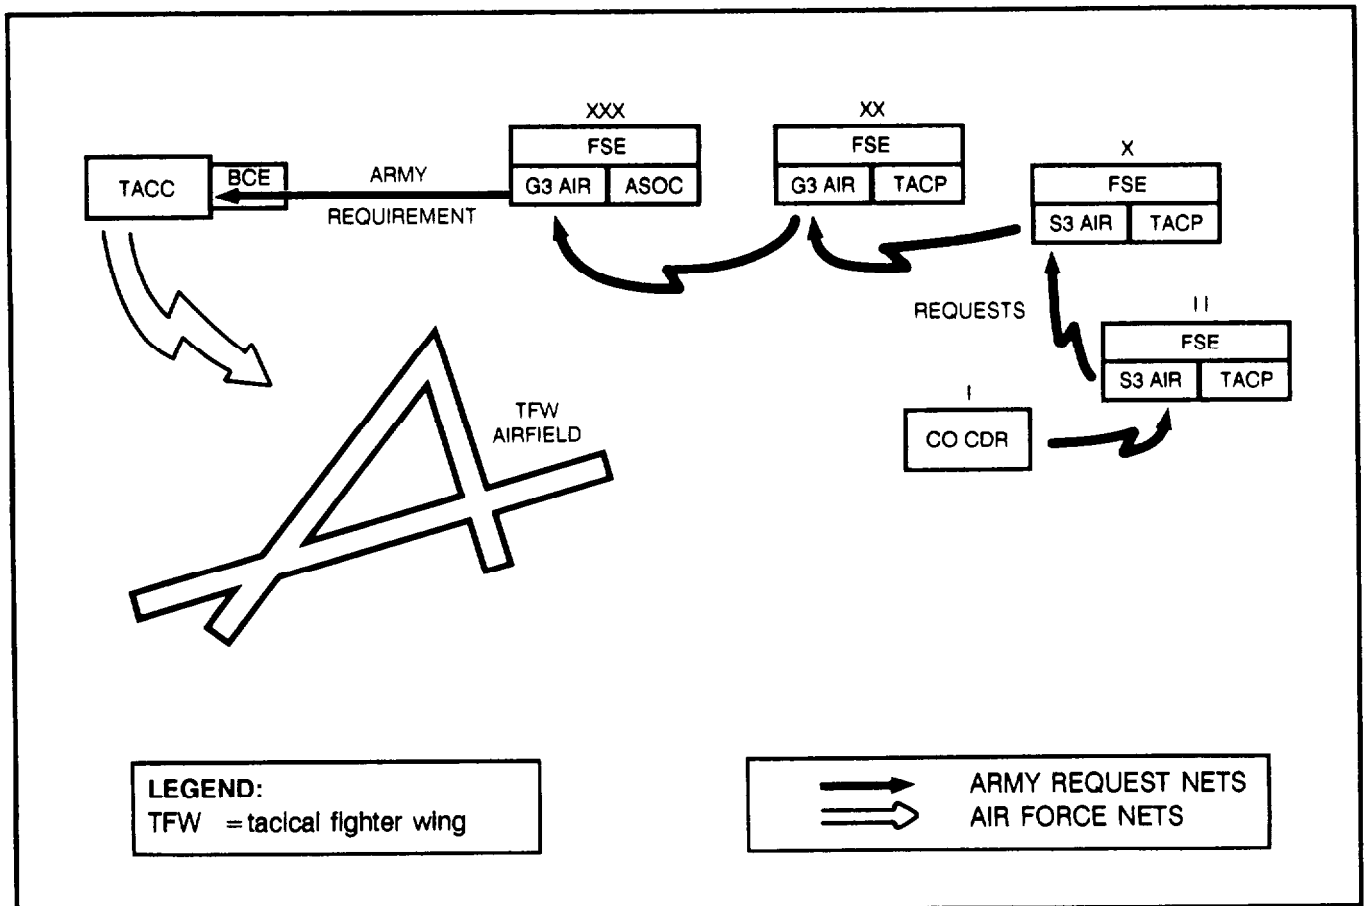 XXX
FSE
G3 AIR ASOC
XX
FSE
G3 AIR TACP
X
FSE
S3 AIR TACP
I I
FSE
S3 AIR TACP
I
CO CDR
REQUESTS
TACC
BCE
ARMY
REQUIREMENT
TFW
AIRFIELD
LEGEND:
TFW = tacical fighter wing
ARMY REQUEST NETS
AIR FORCE NETS